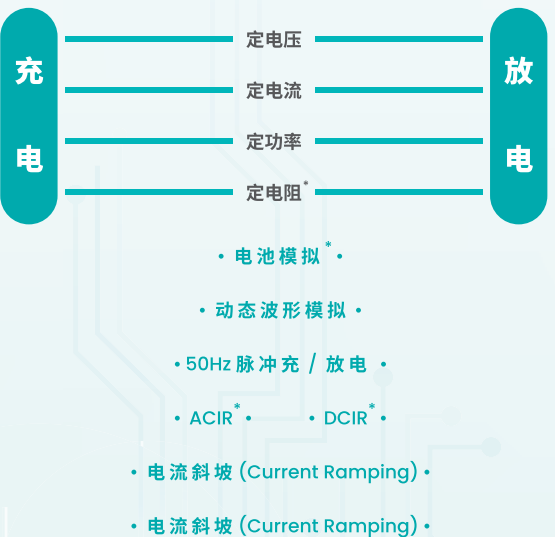 充电
放电
定电压
定电流
定功率
定电阻*
• 电池模拟* •
• 动态波形模拟 •
• 50Hz 脉冲充 / 放电 •
• ACIR* • • DCIR* •
• 电流斜坡 (Current Ramping) •
• 电流斜坡 (Current Ramping) •